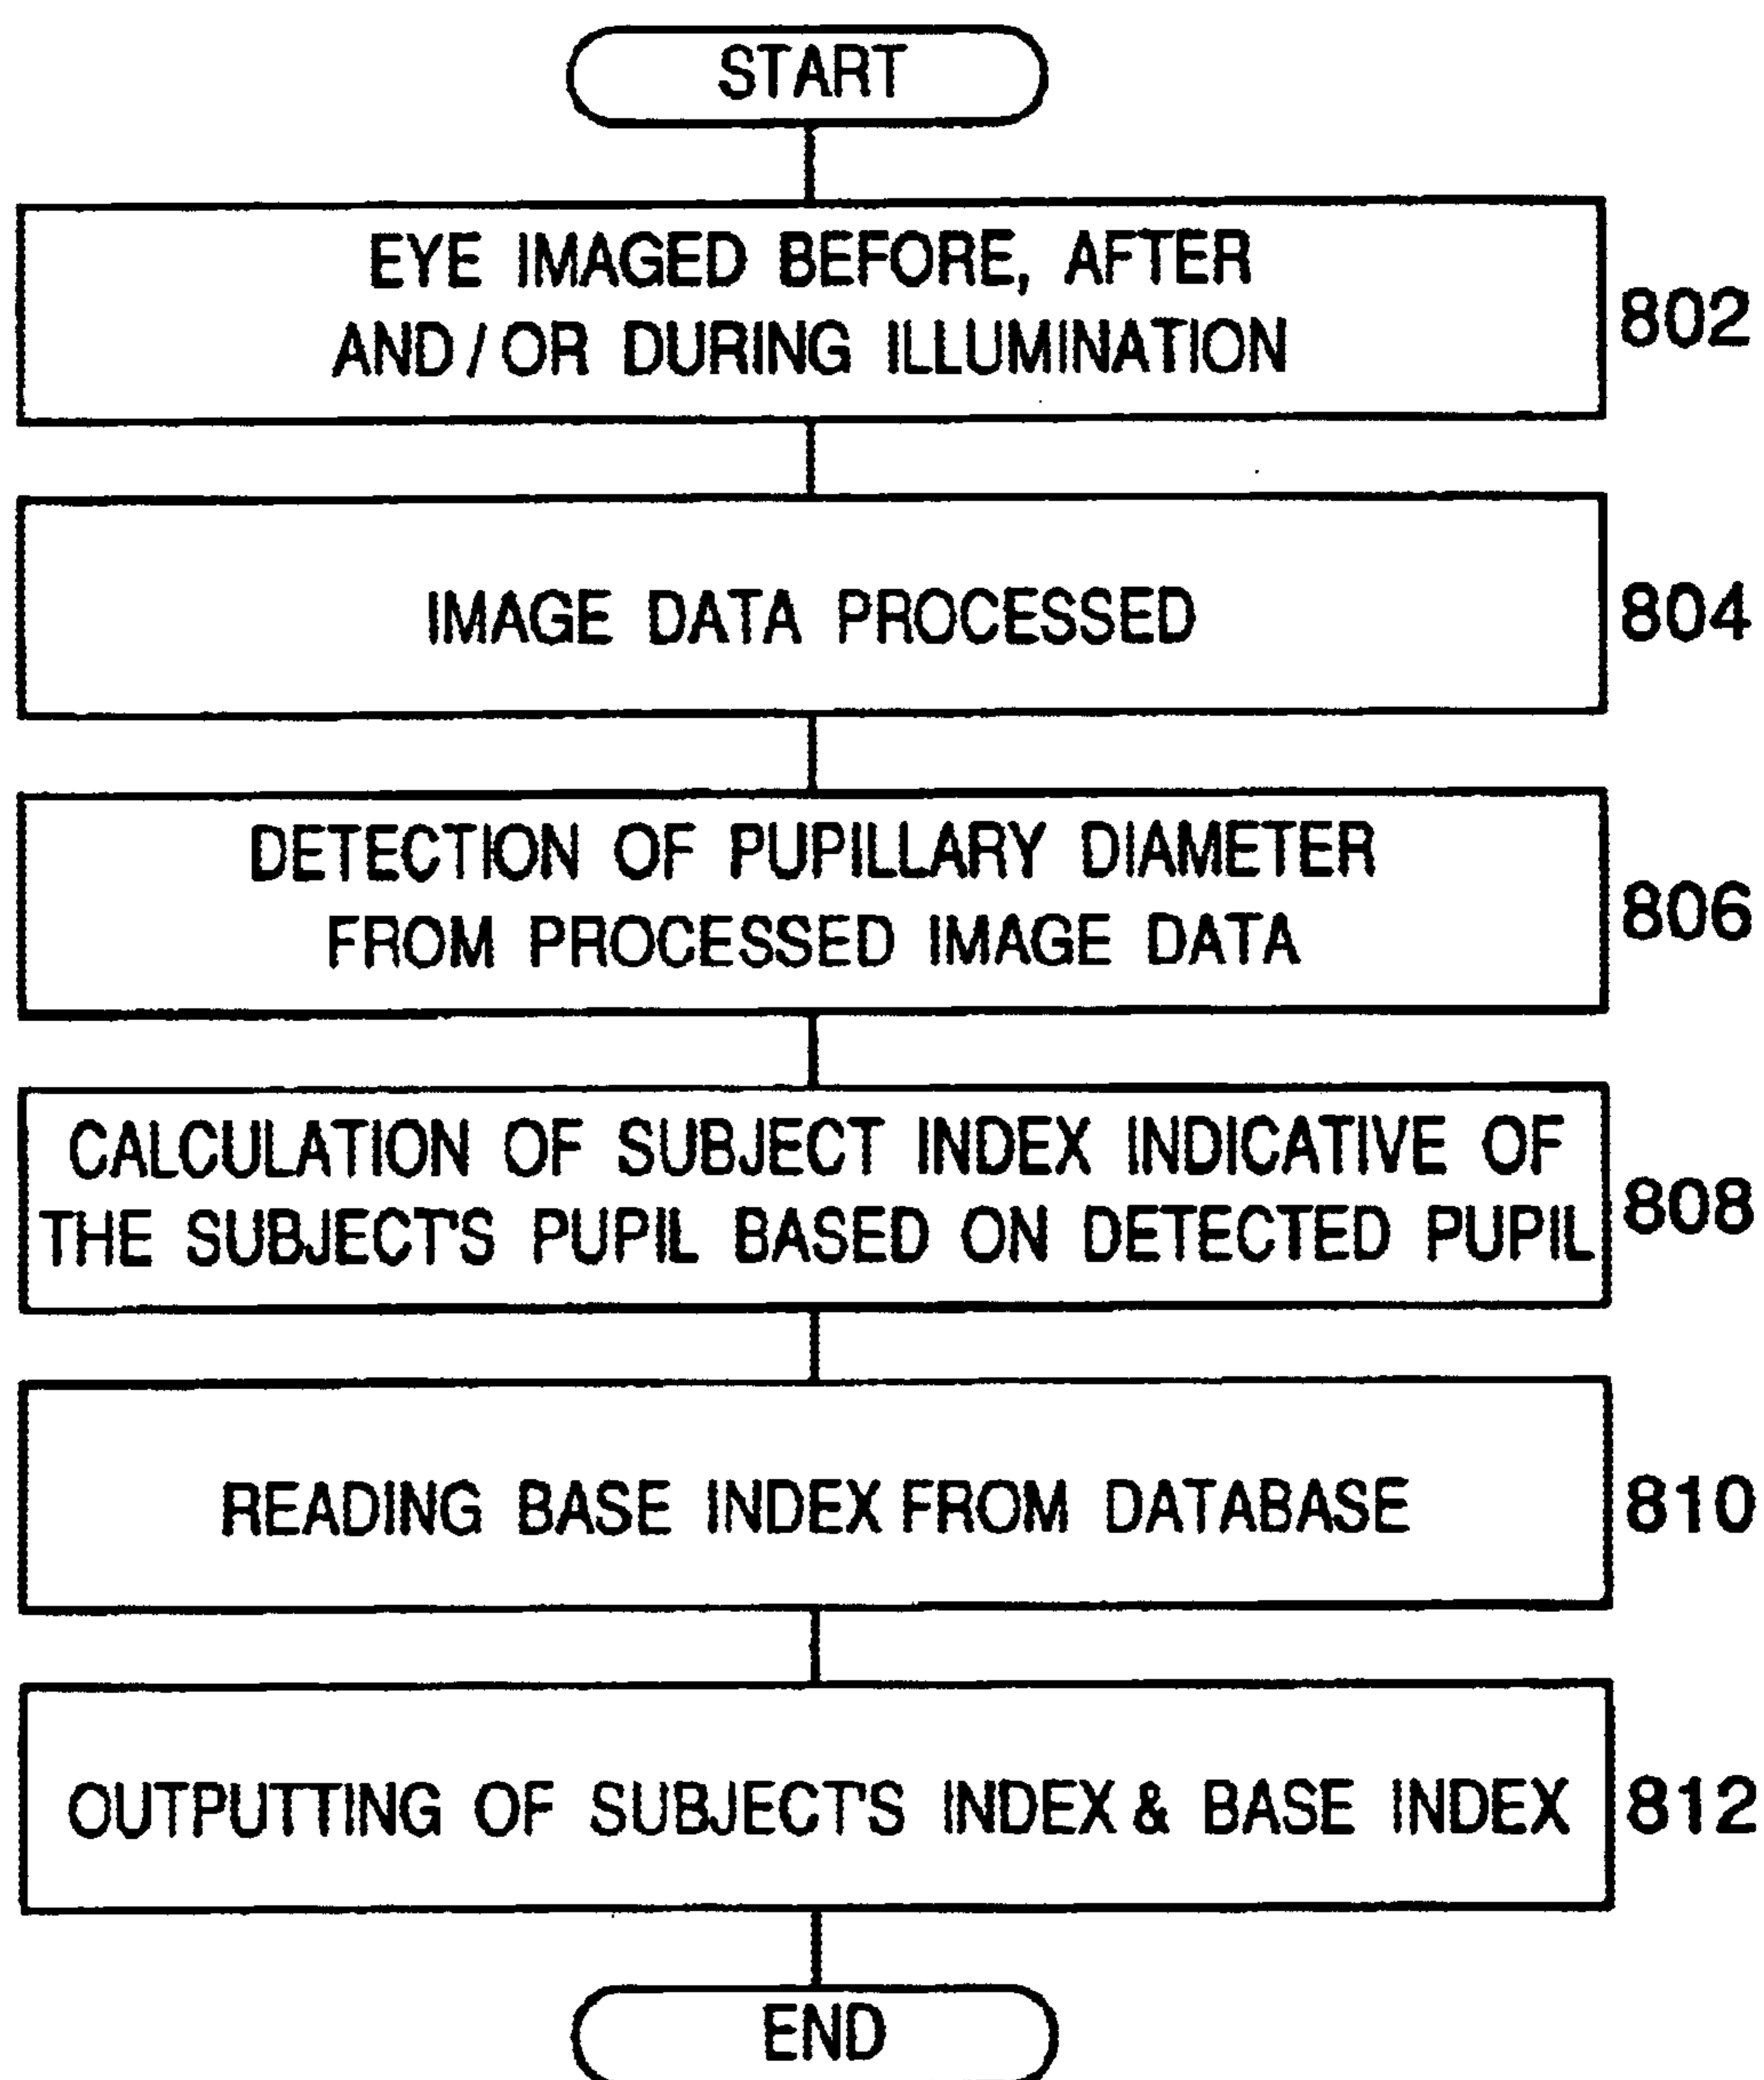 START
EYE IMAGED BEFORE, AFTER
AND/OR DURING ILLUMINATION
802
IMAGE DATA PROCESSED
804
DETECTION OF PUPILLARY DIAMETER
FROM PROCESSED IMAGE DATA
806
CALCULATION OF SUBJECT INDEX INDICATIVE OF
THE SUBJECT'S PUPIL BASED ON DETECTED PUPIL
808
READING BASE INDEX FROM DATABASE
810
OUTPUTTING OF SUBJECT'S INDEX & BASE INDEX
812
END